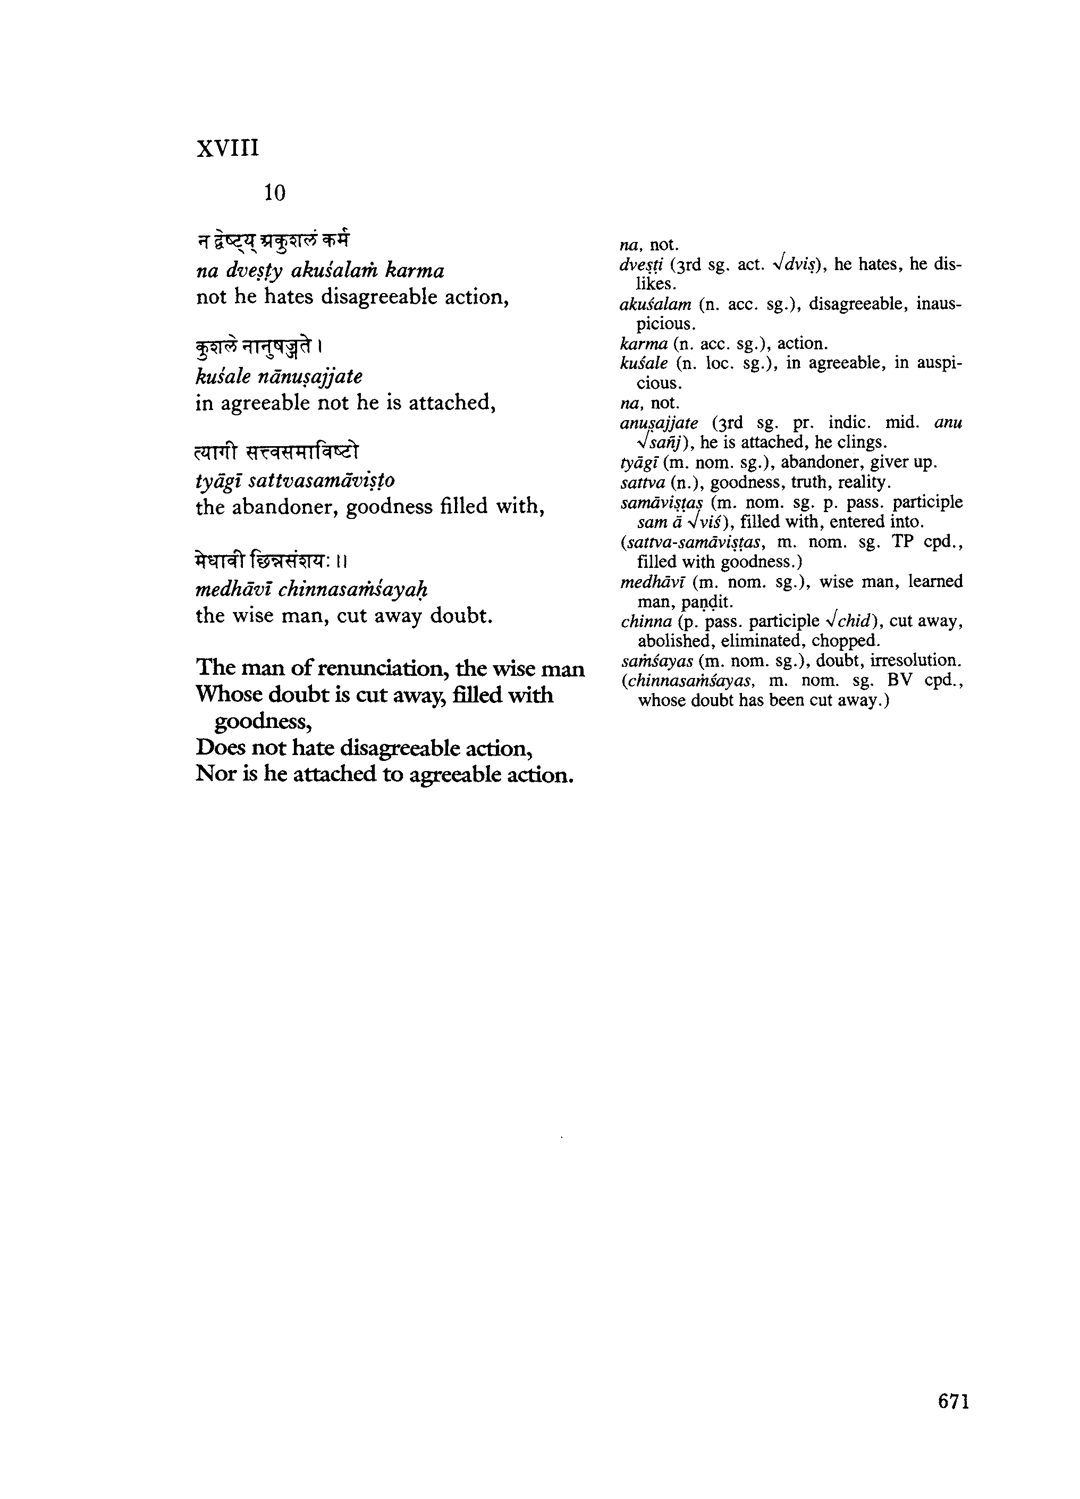 XVIII
10
न द्वेष्ट्य् अकुशलं कर्म
na dveṣṭy akuśalaṁ karma
not he hates disagreeable action,
कुशले नानुषज्जते ।
kuśale nānuṣajjate
in agreeable not he is attached,
त्यागी सत्त्वसमाविष्टो
tyāgī sattvasamāviṣṭo
the abandoner, goodness filled with,
मेधावी छिन्नसंशयः ॥
medhāvī chinnasaṁśayaḥ
the wise man, cut away doubt.
The man of renunciation, the wise man
Whose doubt is cut away, filled with
goodness,
Does not hate disagreeable action,
Nor is he attached to agreeable action.
na, not.
dveṣṭi (3rd sg. act. √dviṣ), he hates, he dis-
likes.
akuśalam (n. acc. sg.), disagreeable, inaus-
picious.
karma (n. acc. sg.), action.
kuśale (n. loc. sg.), in agreeable, in auspi-
cious.
na, not.
anuṣajjate (3rd sg. pr. indic. mid. anu
√sañj), he is attached, he clings.
tyāgī (m. nom. sg.), abandoner, giver up.
sattva (n.), goodness, truth, reality.
samāviṣṭas (m. nom. sg. p. pass. participle
sam ā √viś), filled with, entered into.
(sattva-samāviṣṭas, m. nom. sg. TP cpd.,
filled with goodness.)
medhāvī (m. nom. sg.), wise man, learned
man, paṇḍit.
chinna (p. pass. participle √chid), cut away,
abolished, eliminated, chopped.
saṁśayas (m. nom. sg.), doubt, irresolution.
(chinnasaṁśayas, m. nom. sg. BV cpd.,
whose doubt has been cut away.)
671